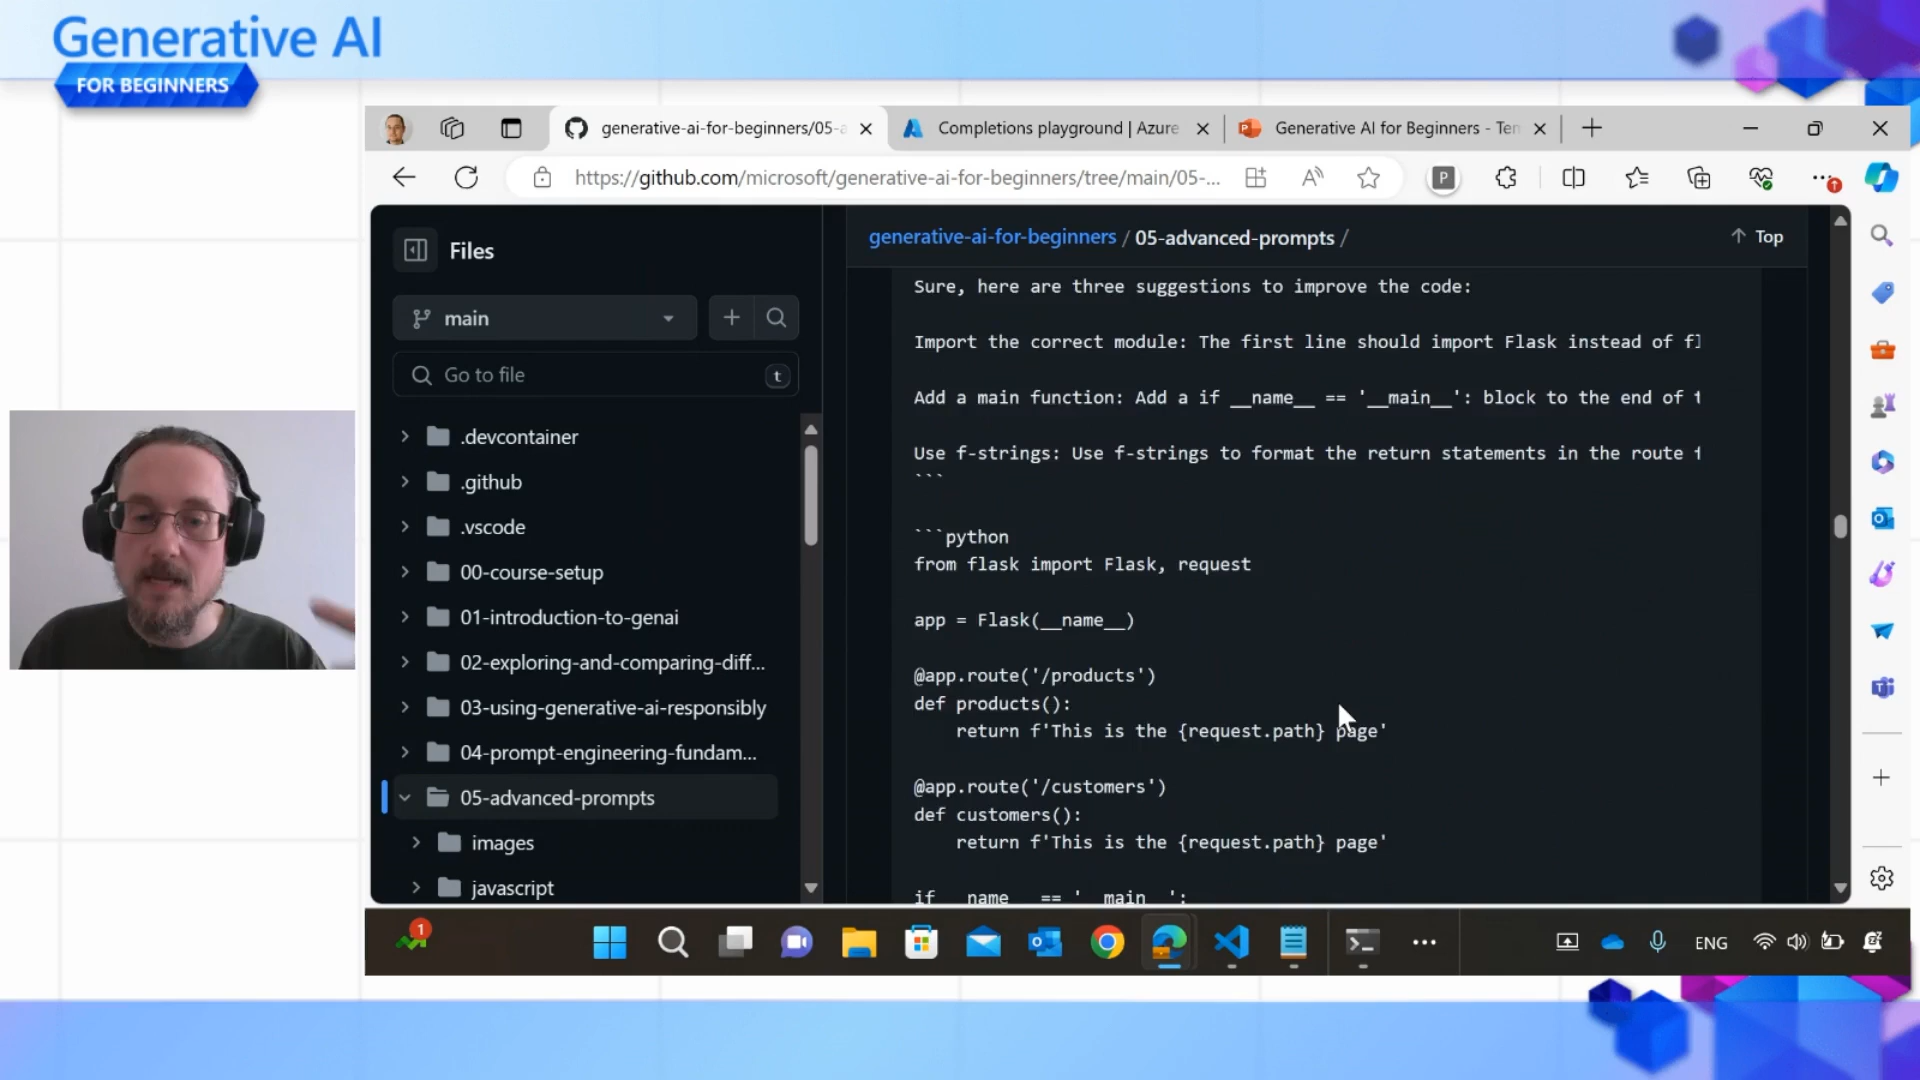 Generative AI
FOR BEGINNERS
generative-ai-for-beginners/05-a
Completions playground | Azure
Generative AI for Beginners - Ten
https://github.com/microsoft/generative-ai-for-beginners/tree/main/05-...
P
Files
generative-ai-for-beginners / 05-advanced-prompts /
Top
main
Go to file
t
.devcontainer
.github
.vscode
00-course-setup
01-introduction-to-genai
02-exploring-and-comparing-diff...
03-using-generative-ai-responsibly
04-prompt-engineering-fundam...
05-advanced-prompts
images
javascript
Sure, here are three suggestions to improve the code:
Import the correct module: The first line should import Flask instead of fl
Add a main function: Add a if __name__ == '__main__': block to the end of t
Use f-strings: Use f-strings to format the return statements in the route f
```
```python
from flask import Flask, request
app = Flask(__name__)
@app.route('/products')
def products():
return f'This is the {request.path} page'
@app.route('/customers')
def customers():
return f'This is the {request.path} page'
if __name__ == '__main__':
1
ENG